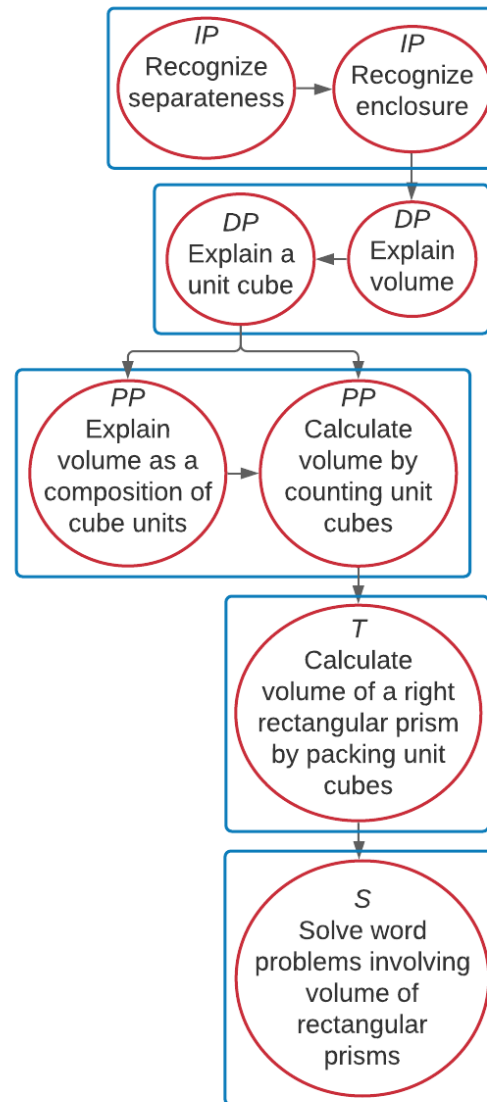 IP
Recognize
separateness
IP
Recognize
enclosure
DP
Explain a
unit cube
DP
Explain
volume
PP
Explain
volume as a
composition of
cube units
PP
Calculate
volume by
counting unit
cubes
T
Calculate
volume of a right
rectangular prism
by packing unit
cubes
S
Solve word
problems involving
volume of
rectangular
prisms